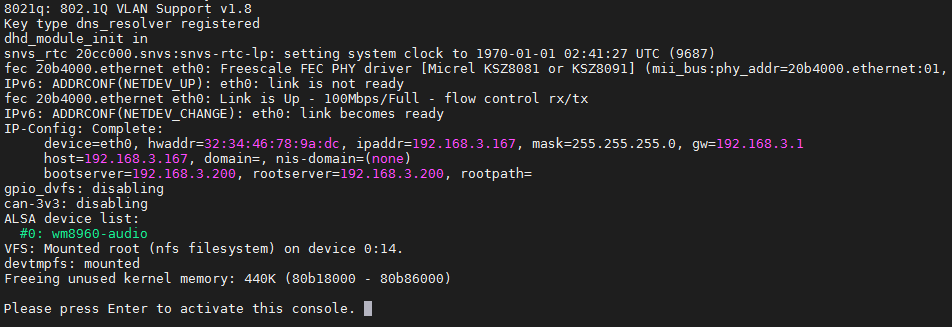 8021q: 802.1Q VLAN Support v1.8
Key type dns_resolver registered
dhd_module_init in
snvs_rtc 20cc000.snvs:snvs-rtc-lp: setting system clock to 1970-01-01 02:41:27 UTC (9687)
fec 20b4000.ethernet eth0: Freescale FEC PHY driver [Micrel KSZ8081 or KSZ8091] (mii_bus:phy_addr=20b4000.ethernet:01,
IPv6: ADDRCONF(NETDEV_UP): eth0: link is not ready
fec 20b4000.ethernet eth0: Link is Up - 100Mbps/Full - flow control rx/tx
IPv6: ADDRCONF(NETDEV_CHANGE): eth0: link becomes ready
IP-Config: Complete:
     device=eth0, hwaddr=32:34:46:78:9a:dc, ipaddr=192.168.3.167, mask=255.255.255.0, gw=192.168.3.1
     host=192.168.3.167, domain=, nis-domain=(none)
     bootserver=192.168.3.200, rootserver=192.168.3.200, rootpath=
gpio_dvfs: disabling
can-3v3: disabling
ALSA device list:
  #0: wm8960-audio
VFS: Mounted root (nfs filesystem) on device 0:14.
devtmpfs: mounted
Freeing unused kernel memory: 440K (80b18000 - 80b86000)
Please press Enter to activate this console.